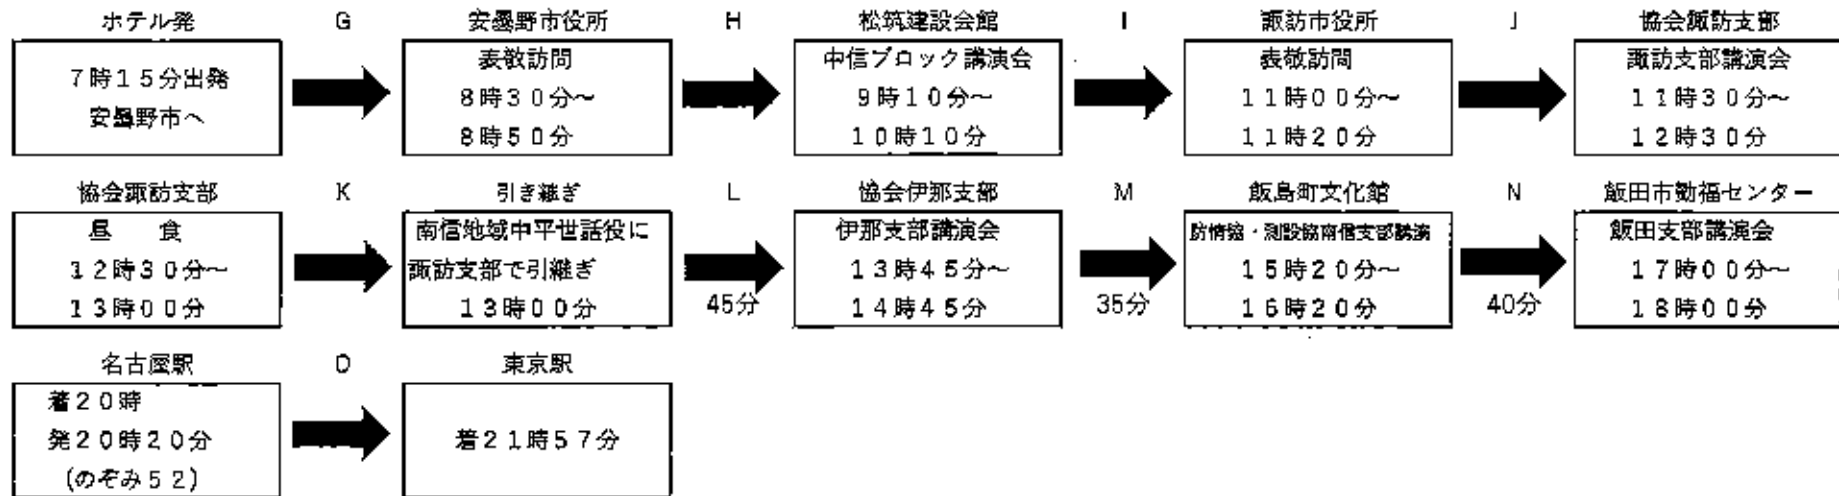 ホテル発 G 安曇野市役所 H 松筑建設会館 I 諏訪市役所 J 協会諏訪支部
7時15分出発
安曇野市へ
表敬訪問
8時30分~
8時50分
中信ブロック講演会
9時10分~
10時10分
表敬訪問
11時00分~
11時20分
諏訪支部講演会
11時30分~
12時30分
協会諏訪支部 K 引き継ぎ L 協会伊那支部 M 飯島町文化館 N 飯田市勤福センター
昼 食
12時30分~
13時00分
南信地域中平世話役に
諏訪支部で引継ぎ
13時00分
45分
伊那支部講演会
13時45分~
14時45分
35分
防情協・測設協南信支部講演
15時20分~
16時20分
40分
飯田支部講演会
17時00分~
18時00分
名古屋駅 O 東京駅
着20時
発20時20分
(のぞみ52)
着21時57分